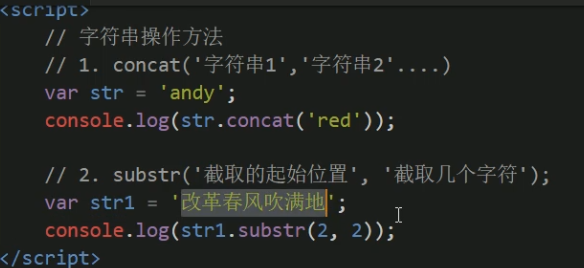 <script>
// 字符串操作方法
// 1. concat('字符串1','字符串2'....)
var str = 'andy';
console.log(str.concat('red'));
// 2. substr('截取的起始位置', '截取几个字符');
var str1 = '改革春风吹满地';
console.log(str1.substr(2, 2));
</script>